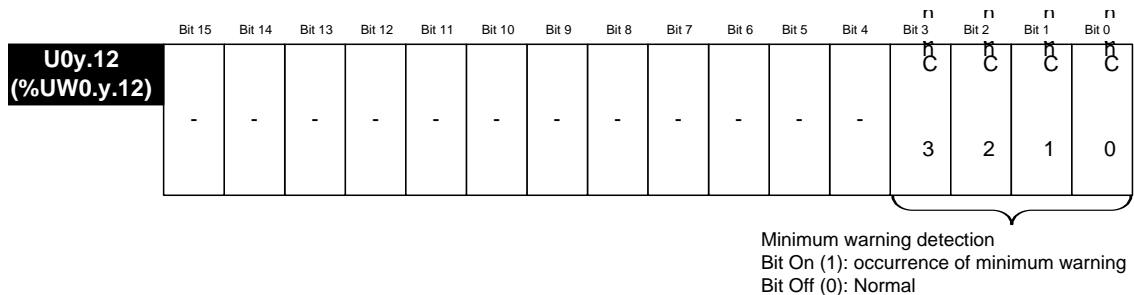 Bit 15 Bit 14 Bit 13 Bit 12 Bit 11 Bit 10 Bit 9 Bit 8 Bit 7 Bit 6 Bit 5 Bit 4 Bit 3 Bit 2 Bit 1 Bit 0
U0y.12
(%UW0.y.12)
- - - - - - - - - - - -
C C C C
3 2 1 0
Minimum warning detection
Bit On (1): occurrence of minimum warning
Bit Off (0): Normal